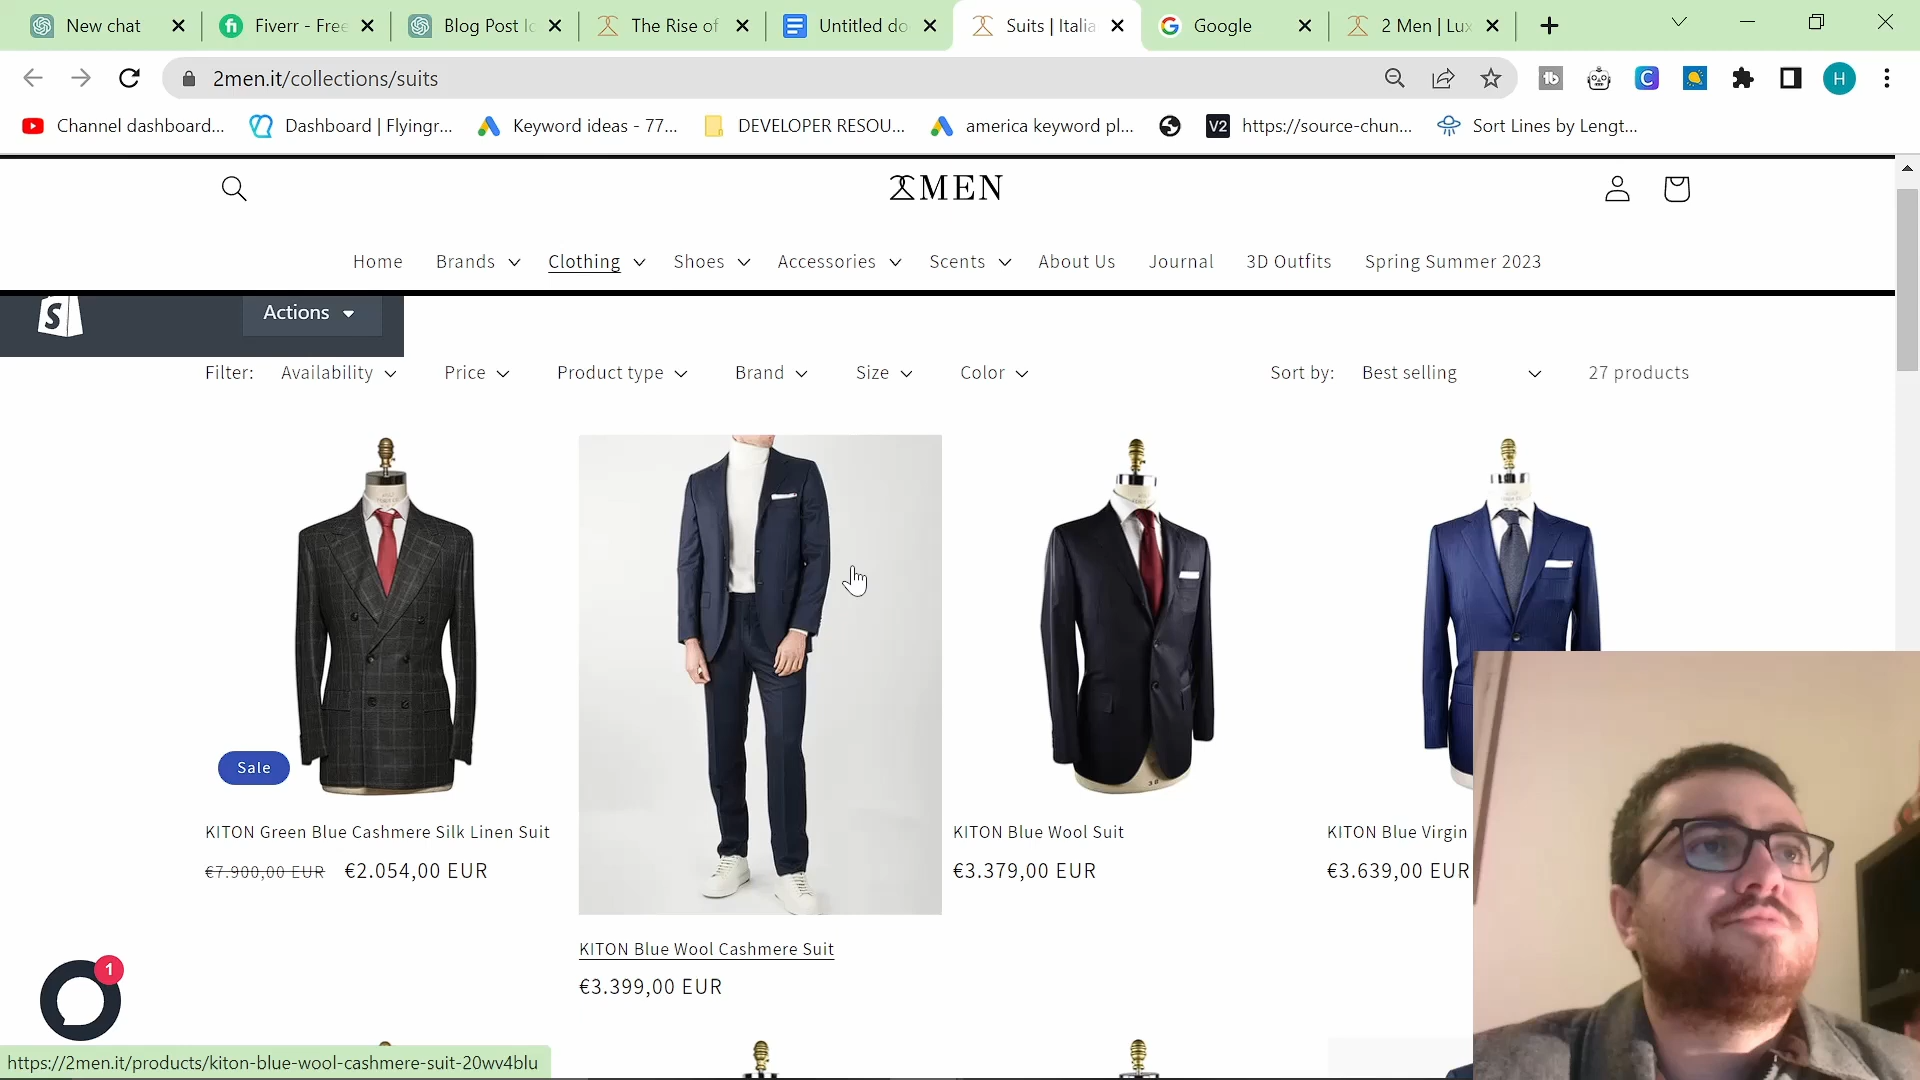 New chat
Fiverr - Free
Blog Post Ic
The Rise of
Untitled do
Suits | Italia
Google
2 Men | Lux
2men.it/collections/suits
H
Channel dashboard...
Dashboard | Flyingr...
Keyword ideas - 77...
DEVELOPER RESOU...
america keyword pl...
V2 https://source-chun...
Sort Lines by Lengt...
2MEN
Home Brands Clothing Shoes Accessories Scents About Us Journal 3D Outfits Spring Summer 2023
Actions
Filter: Availability Price Product type Brand Size Color
Sort by: Best selling 27 products
Sale
KITON Green Blue Cashmere Silk Linen Suit
€7.900,00 EUR €2.054,00 EUR
KITON Blue Wool Cashmere Suit
€3.399,00 EUR
KITON Blue Wool Suit
€3.379,00 EUR
KITON Blue Virgin
€3.639,00 EUR
1
https://2men.it/products/kiton-blue-wool-cashmere-suit-20wv4blu